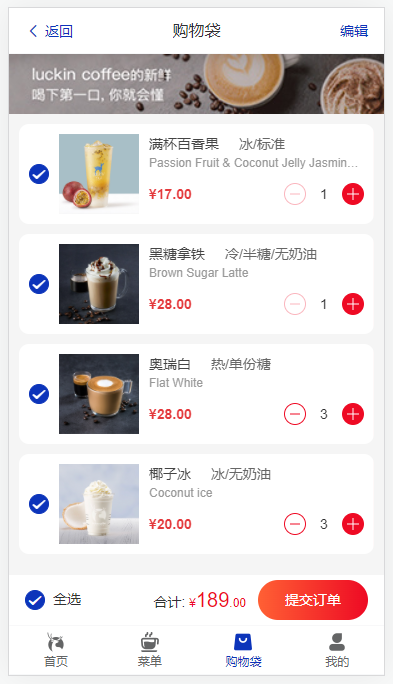 返回
购物袋
编辑
luckin coffee的新鲜
喝下第一口, 你就会懂
满杯百香果 冰/标准
Passion Fruit & Coconut Jelly Jasmin...
¥17.00
1
黑糖拿铁 冷/半糖/无奶油
Brown Sugar Latte
¥28.00
1
奥瑞白 热/单份糖
Flat White
¥28.00
3
椰子冰 冰/无奶油
Coconut ice
¥20.00
3
全选
合计: ¥189.00
提交订单
首页
菜单
购物袋
我的